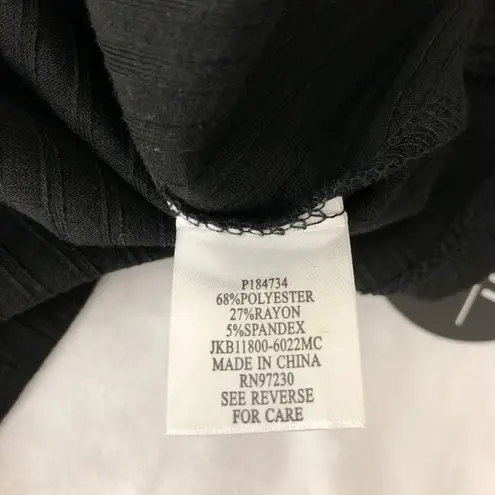 P184734
68%POLYESTER
27%RAYON
5%SPANDEX
JKB11800-6022MC
MADE IN CHINA
RN97230
SEE REVERSE
FOR CARE